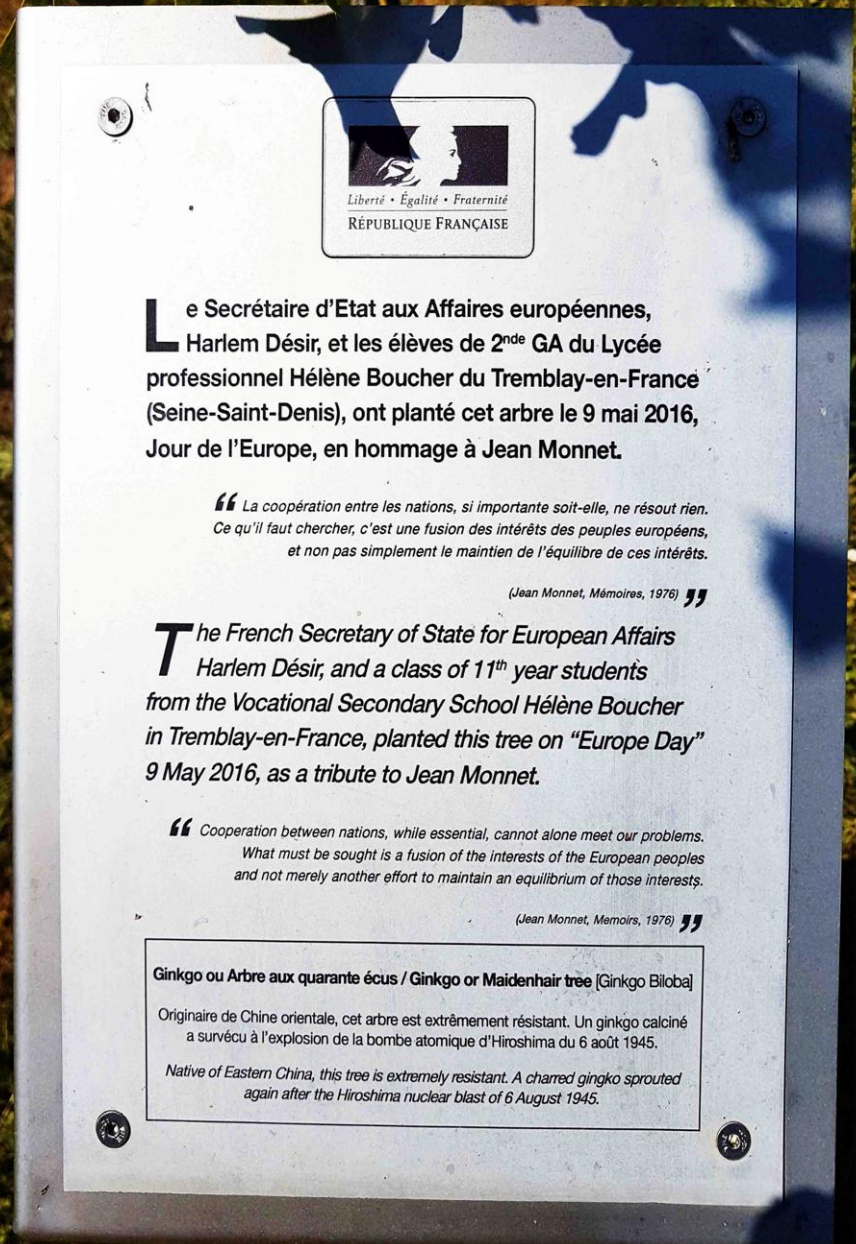 Liberté • Égalité • Fraternité
RÉPUBLIQUE FRANÇAISE
Le Secrétaire d'Etat aux Affaires européennes,
Harlem Désir, et les élèves de 2nde GA du Lycée
professionnel Hélène Boucher du Tremblay-en-France
(Seine-Saint-Denis), ont planté cet arbre le 9 mai 2016,
Jour de l'Europe, en hommage à Jean Monnet.
“ La coopération entre les nations, si importante soit-elle, ne résout rien.
Ce qu'il faut chercher, c'est une fusion des intérêts des peuples européens,
et non pas simplement le maintien de l'équilibre de ces intérêts.
(Jean Monnet, Mémoires, 1976) ”
The French Secretary of State for European Affairs
Harlem Désir, and a class of 11th year students
from the Vocational Secondary School Hélène Boucher
in Tremblay-en-France, planted this tree on “Europe Day”
9 May 2016, as a tribute to Jean Monnet.
“ Cooperation between nations, while essential, cannot alone meet our problems.
What must be sought is a fusion of the interests of the European peoples
and not merely another effort to maintain an equilibrium of those interests.
(Jean Monnet, Memoirs, 1976) ”
Ginkgo ou Arbre aux quarante écus / Ginkgo or Maidenhair tree [Ginkgo Biloba]
Originaire de Chine orientale, cet arbre est extrêmement résistant. Un ginkgo calciné
a survécu à l'explosion de la bombe atomique d'Hiroshima du 6 août 1945.
Native of Eastern China, this tree is extremely resistant. A charred gingko sprouted
again after the Hiroshima nuclear blast of 6 August 1945.